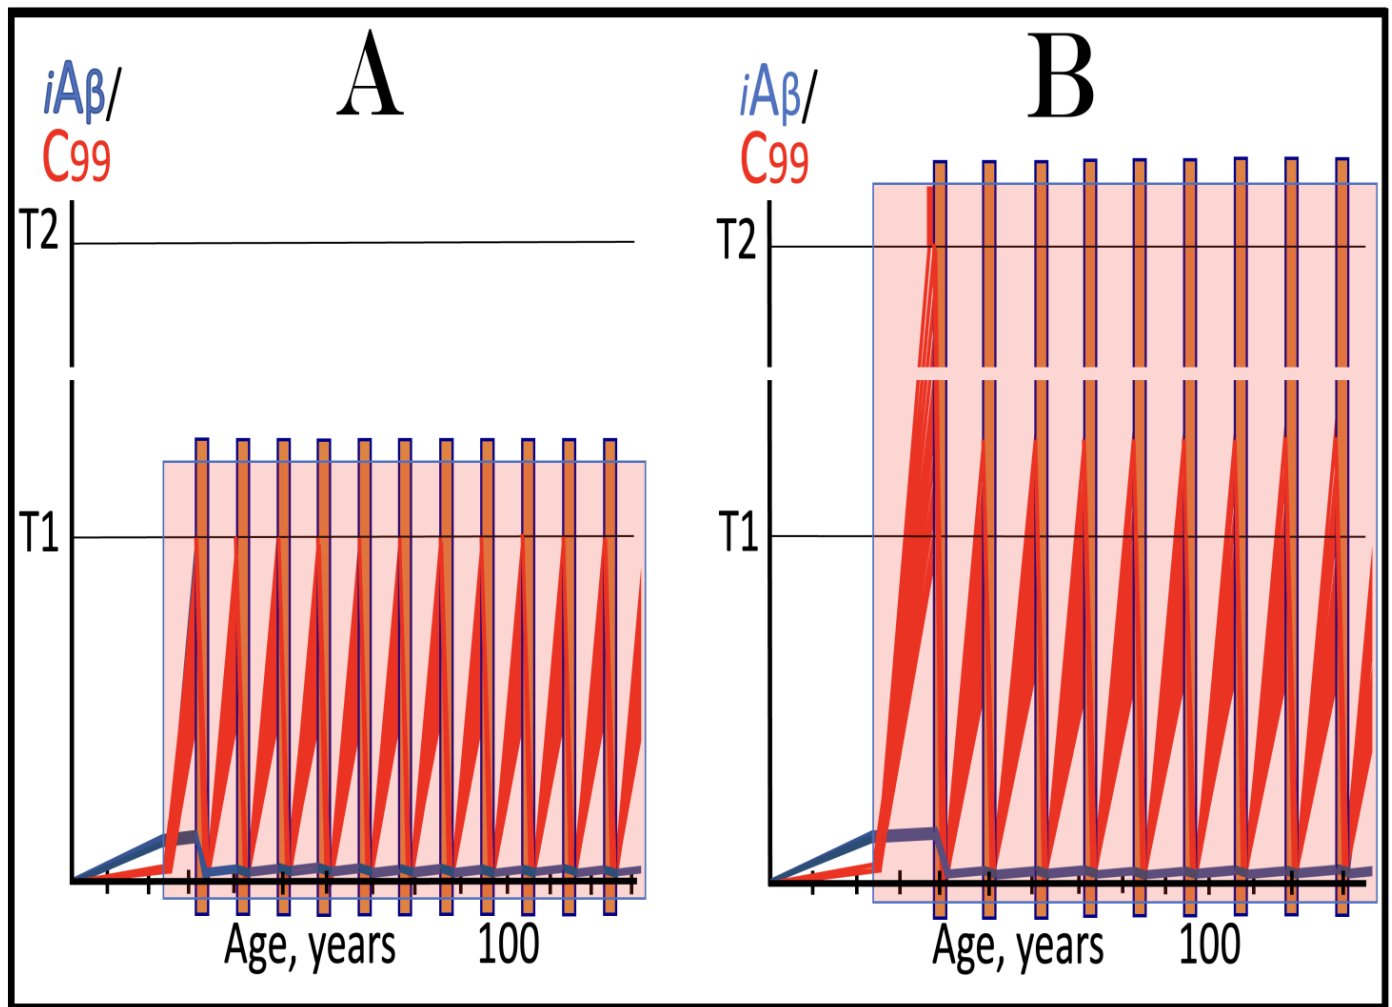 A
iAβ/
C99
T2
T1
Age, years 100
B
iAβ/
C99
T2
T1
Age, years 100